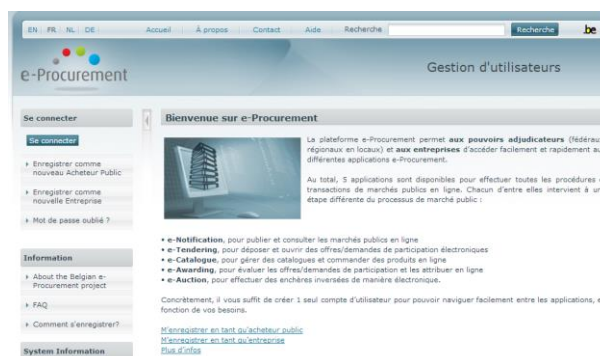 EN FR NL DE Accueil À propos Contact Aide Recherche Recherche .be
e-Procurement
Gestion d'utilisateurs
Se connecter
Se connecter
Enregistrer comme
nouveau Acheteur Public
Enregistrer comme
nouvelle Entreprise
Mot de passe oublié ?
Information
About the Belgian e-
Procurement project
FAQ
Comment s'enregistrer?
System Information
Bienvenue sur e-Procurement
La plateforme e-Procurement permet aux pouvoirs adjudicateurs (fédéraux
régionaux en locaux) et aux entreprises d'accéder facilement et rapidement au
différentes applications e-Procurement.
Au total, 5 applications sont disponibles pour effectuer toutes les procédures
transactions de marchés publics en ligne. Chacun d'entre elles intervient à un
étape différente du processus de marché public :
• e-Notification, pour publier et consulter les marchés publics en ligne
• e-Tendering, pour déposer et ouvrir des offres/demandes de participation électroniques
• e-Catalogue, pour gérer des catalogues et commander des produits en ligne
• e-Awarding, pour évaluer les offres/demandes de participation et les attribuer en ligne
• e-Auction, pour effectuer des enchères inversées de manière électronique.
Concrètement, il vous suffit de créer 1 seul compte d'utilisateur pour pouvoir naviguer facilement entre les applications, e
fonction de vos besoins.
M'enregistrer en tant qu'acheteur public
M'enregistrer en tant qu'entreprise
Plus d'infos